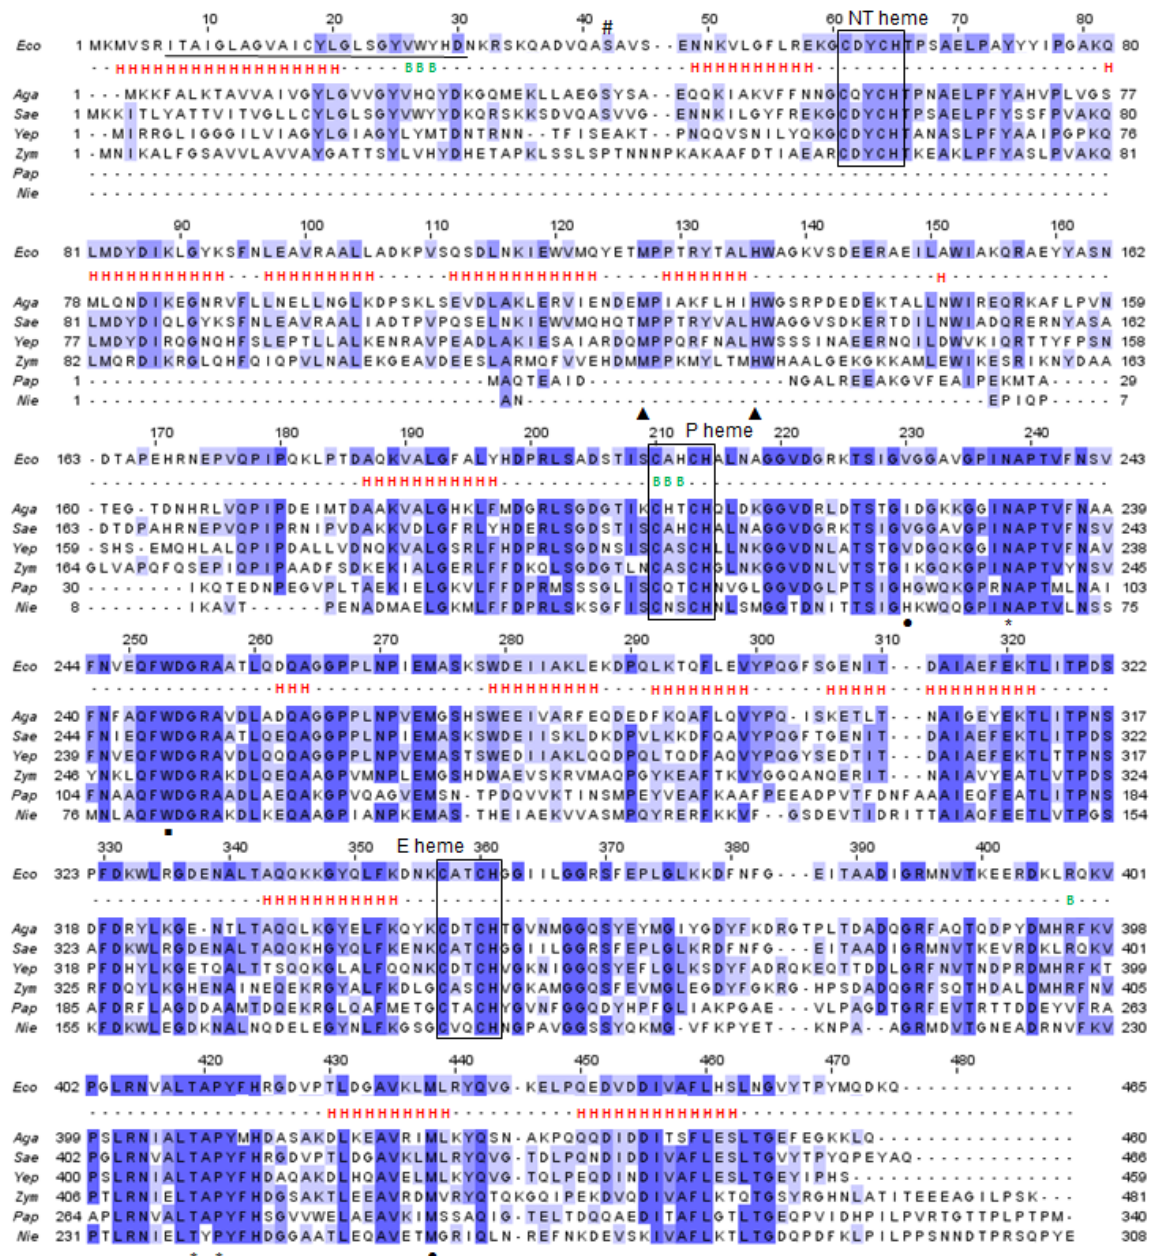 NT heme
10 20 30 40 # 50 60 70 80
Eco 1 MKMVSRITAIGLAGVAICYLGLSGYVWYHDNKRSKQADVQASAVS--ENNKVLGFLREKGCDYCHTPSAELPAYYYIPGAKQ 80
HHHHHHHHHHHHHHHHHH BBB HHHHHHHHHH H
Aga 1 ---MKKFALKTAVVAIVGYLGVVGYVHQYDKGQMEKLLAEGSYSA--EQQKIAKVFFNNGCQYCHTPNAELPFYAHVPLVGS 77
Sae 1 MKKITLYATTVITVGLLCYLGLSGYVWYYDKQRSKKSDVQASVVG--ENNKILGYFREKGCDYCHTPSAELPFYSSFPVAKQ 80
Yep 1 --MIRRGLIGGGILVIAGYLGIAGYLYMTDNTRNN--TFISEAKT--PNQQVSNILYQKGCDYCHTANASLPFYAAIPGPKQ 76
Zym 1 -MNIKALFGSAVVLAVVAYGATTSYLVHYDHETAPKLSSLSPTNNNPKAKAAFDTIAEARCDYCHTKEAKLPFYASLPVAKQ 81
Pap
Nie
90 100 110 120 130 140 150 160
Eco 81 LMDYDIKLGYKSFNLEAVRAALLADKPVSQSDLNKIEWVMQYETMPPTRYTALHWAGKVSDEERAEILAWIAKQRAEYYASN 162
HHHHHHHHHHH HHHHHHHHH HHHHHHHHHHHH HHHHHHH H
Aga 78 MLQNDIKEGNRVFLLNELLNGLKDPSKLSEVDLAKLERVIENDEMPIAKFLHIHWGSRPDEDEKTALLNWIREQRKAFLPVN 159
Sae 81 LMDYDIQLGYKSFNLEAVRAALIADTPVPQSELNKIEWVMQHQTMPPTRYVALHWAGGVSDKERTDILNWIADQRERNYASA 162
Yep 77 LMDYDIRQGNQHFSLEPTLLALKENRAVPEADLAKIESAIARDQMPPQRFNALHWSSSINAEERNQILDWVKIQRTTYFPSN 158
Zym 82 LMQRDIKRGLQHFQIQPVLNALEKGEAVDEESLARMQFVVEHDMMPPKMYLTMHWHAALGEKGKKAMLEWIKESRIKNYDAA 163
Pap 1 MAQTEAID NGALREEAKGVFEAIPEKMTA 29
Nie 1 AN EPIQP 7
▲ ▲
P heme
170 180 190 200 210 220 230 240
Eco 163 -DTAPEHRNEPVQPIPQKLPTDAQKVALGFALYHDPRLSADSTISCAHCHALNAGGVDGRKTSIGVGGAVGPINAPTVFNSV 243
HHHHHHHHHHH BBB
Aga 160 -TEG-TDNHRLVQPIPDEIMTDAAKVALGHKLFMDGRLSGDGTIKCHTCHQLDKGGVDRLDTSTGIDGKKGGINAPTVFNAA 239
Sae 163 -DTDPAHRNEPVQPIPRNIPVDAKKVDLGFRLYHDERLSGDSTISCAHCHALNAGGVDGRKTSIGVGGAVGPINAPTVFNSV 243
Yep 159 -SHS-EMQHLALQPIPDALLVDNQKVALGSRLFHDPRLSGDNSISCASCHLLNKGGVDNLATSTGVDGQKGGINAPTVFNAV 238
Zym 164 GLVAPQFQSEPIQPIPAADFSDKEKIALGERLFFDKQLSGDGTLNCASCHGLNKGGVDNLVTSTGIKGQKGPINAPTVYNSV 245
Pap 30 IKQTEDNPEGVPLTAEKIELGKVLFFDPRMSSSGLISCQTCHNVGLGGVDGLPTSIGHGWQKGPRNAPTMLNAI 103
Nie 8 IKAVT PENADMAELGKMLFFDPRLSKSGFISCNSCHNLSMGGTDNITTSIGHKWQQGPINAPTVLNSS 75
● *
250 260 270 280 290 300 310 320
Eco 244 FNVEQFWDGRAATLQDQAGGPPLNPIEMASKSWDEIIAKLEKDPQLKTQFLEVYPQGFSGENIT---DAIAEFEKTLITPDS 322
HHH HHHHHHHHH HHHHHHHH HHHHH HHHHHHHHH
Aga 240 FNFAQFWDGRAVDLADQAGGPPLNPVEMGSHSWEEIVARFEQDEDFKQAFLQVYPQ-ISKETLT---NAIGEYEKTLITPNS 317
Sae 244 FNIEQFWDGRAATLQEQAGGPPLNPIEMASKSWDEIISKLDKDPVLKKDFQAVYPQGFTGENIT---DAIAEFEKTLITPDS 322
Yep 239 FNVEQFWDGRAADLQQQAGGPPLNPVEMASTSWEDIIAKLQQDPQLTQDFAQVYPQGYSEDTIT---DAIAEFEKTLTTPNS 317
Zym 246 YNKLQFWDGRAKDLQEQAAGPVMNPLEMGSHDWAEVSKRVMAQPGYKEAFTKVYGGQANQERIT---NAIAVYEATLVTPDS 324
Pap 104 FNAAQFWDGRAADLAEQAKGPVQAGVEMSN-TPDQVVKTINSMPEYVEAFKAAFPEEADPVTFDNFAAAIEQFEATLITPNS 184
Nie 76 MNLAQFWDGRAKDLKEQAAGPIANPKEMAS-THEIAEKVVASMPQYRERFKKVF--GSDEVTIDRITTAIAQFEETLVTPGS 154
■
E heme
330 340 350 360 370 380 390 400
Eco 323 PFDKWLRGDENALTAQQKKGYQLFKDNKCATCHGGIILGGRSFEPLGLKKDFNFG---EITAADIGRMNVTKEERDKLRQKV 401
HHHHHHHHHHH B
Aga 318 DFDRYLKGE-NTLTAQQLKGYELFKQYKCDTCHTGVNMGGQSYEYMGIYGDYFKDRGTPLTDADQGRFAQTQDPYDMHRFKV 398
Sae 323 AFDKWLRGDENALTAQQKHGYQLFKDNKCATCHGGIILGGRSFEPLGLKRDFNFG---EITAADIGRMNVTKEVRDKLRQKV 401
Yep 318 PFDHYLKGETQALTTSQQKGLALFQQNKCDTCHVGKNIGGQSYEFLGLKSDYFADRQKEQTTDDLGRFNVTNDPRDMHRFKT 399
Zym 325 RFDQYLKGHENAINEQEKRGYALFKDLGCASCHVGKAMGGQSFEVMGLEGDYFGKRG-HPSDADQGRFSQTHDALDMHRFNV 405
Pap 185 AFDRFLAGDDAAMTDQEKRGLQAFMETGCTACHYGVNFGGQDYHPFGLIAKPGAE---VLPAGDTGRFEVTRTTDDEYVFRA 263
Nie 155 KFDKWLEGDKNALNQDELEGYNLFKGSGCVQCHNGPAVGGSSYQKMG-VFKPYET---KNPA--AGRMDVTGNEADRNVFKV 230
420 430 440 450 460 470 480
Eco 402 PGLRNVALTAPYFHRGDVPTLDGAVKLMLRYQVG-KELPQEDVDDIVAFLHSLNGVYTPYMQDKQ 465
HHHHHHHHHH HHHHHHHHHHHHH
Aga 399 PSLRNIALTAPYMHDASAKDLKEAVRIMLKYQSN-AKPQQQDIDDITSFLESLTGEFEGKKLQ 460
Sae 402 PGLRNVALTAPYFHRGDVPTLDGAVKLMLRYQVG-TDLPQNDIDDIVAFLESLTGVYTPYQPEYAQ 466
Yep 400 PSLRNIALTAPYFHDAQAKDLHQAVELMLKYQVG-TQLPEQDINDIVAFLESLTGEYIPHS 459
Zym 406 PTLRNIELTAPYFHDGSAKTLEEAVRDMVRYQTQKGQIPEKDVQDIVAFLKTQTGSYRGHNLATITEEEAGILPSK 481
Pap 264 APLRNVALTAPYFHSGVVWELAEAVKIMSSAQIG-TELTDQQAEDITAFLGTLTGEQPVIDHPILPVRTGTTPLPTPM 340
Nie 231 PTLRNIELTYPYFHDGGAATLEQAVETMGRIQLN-REFNKDEVSKIVAFLKTLTGDQPDFKLPILPPSNNDTPRSQPYE 308
* * ●